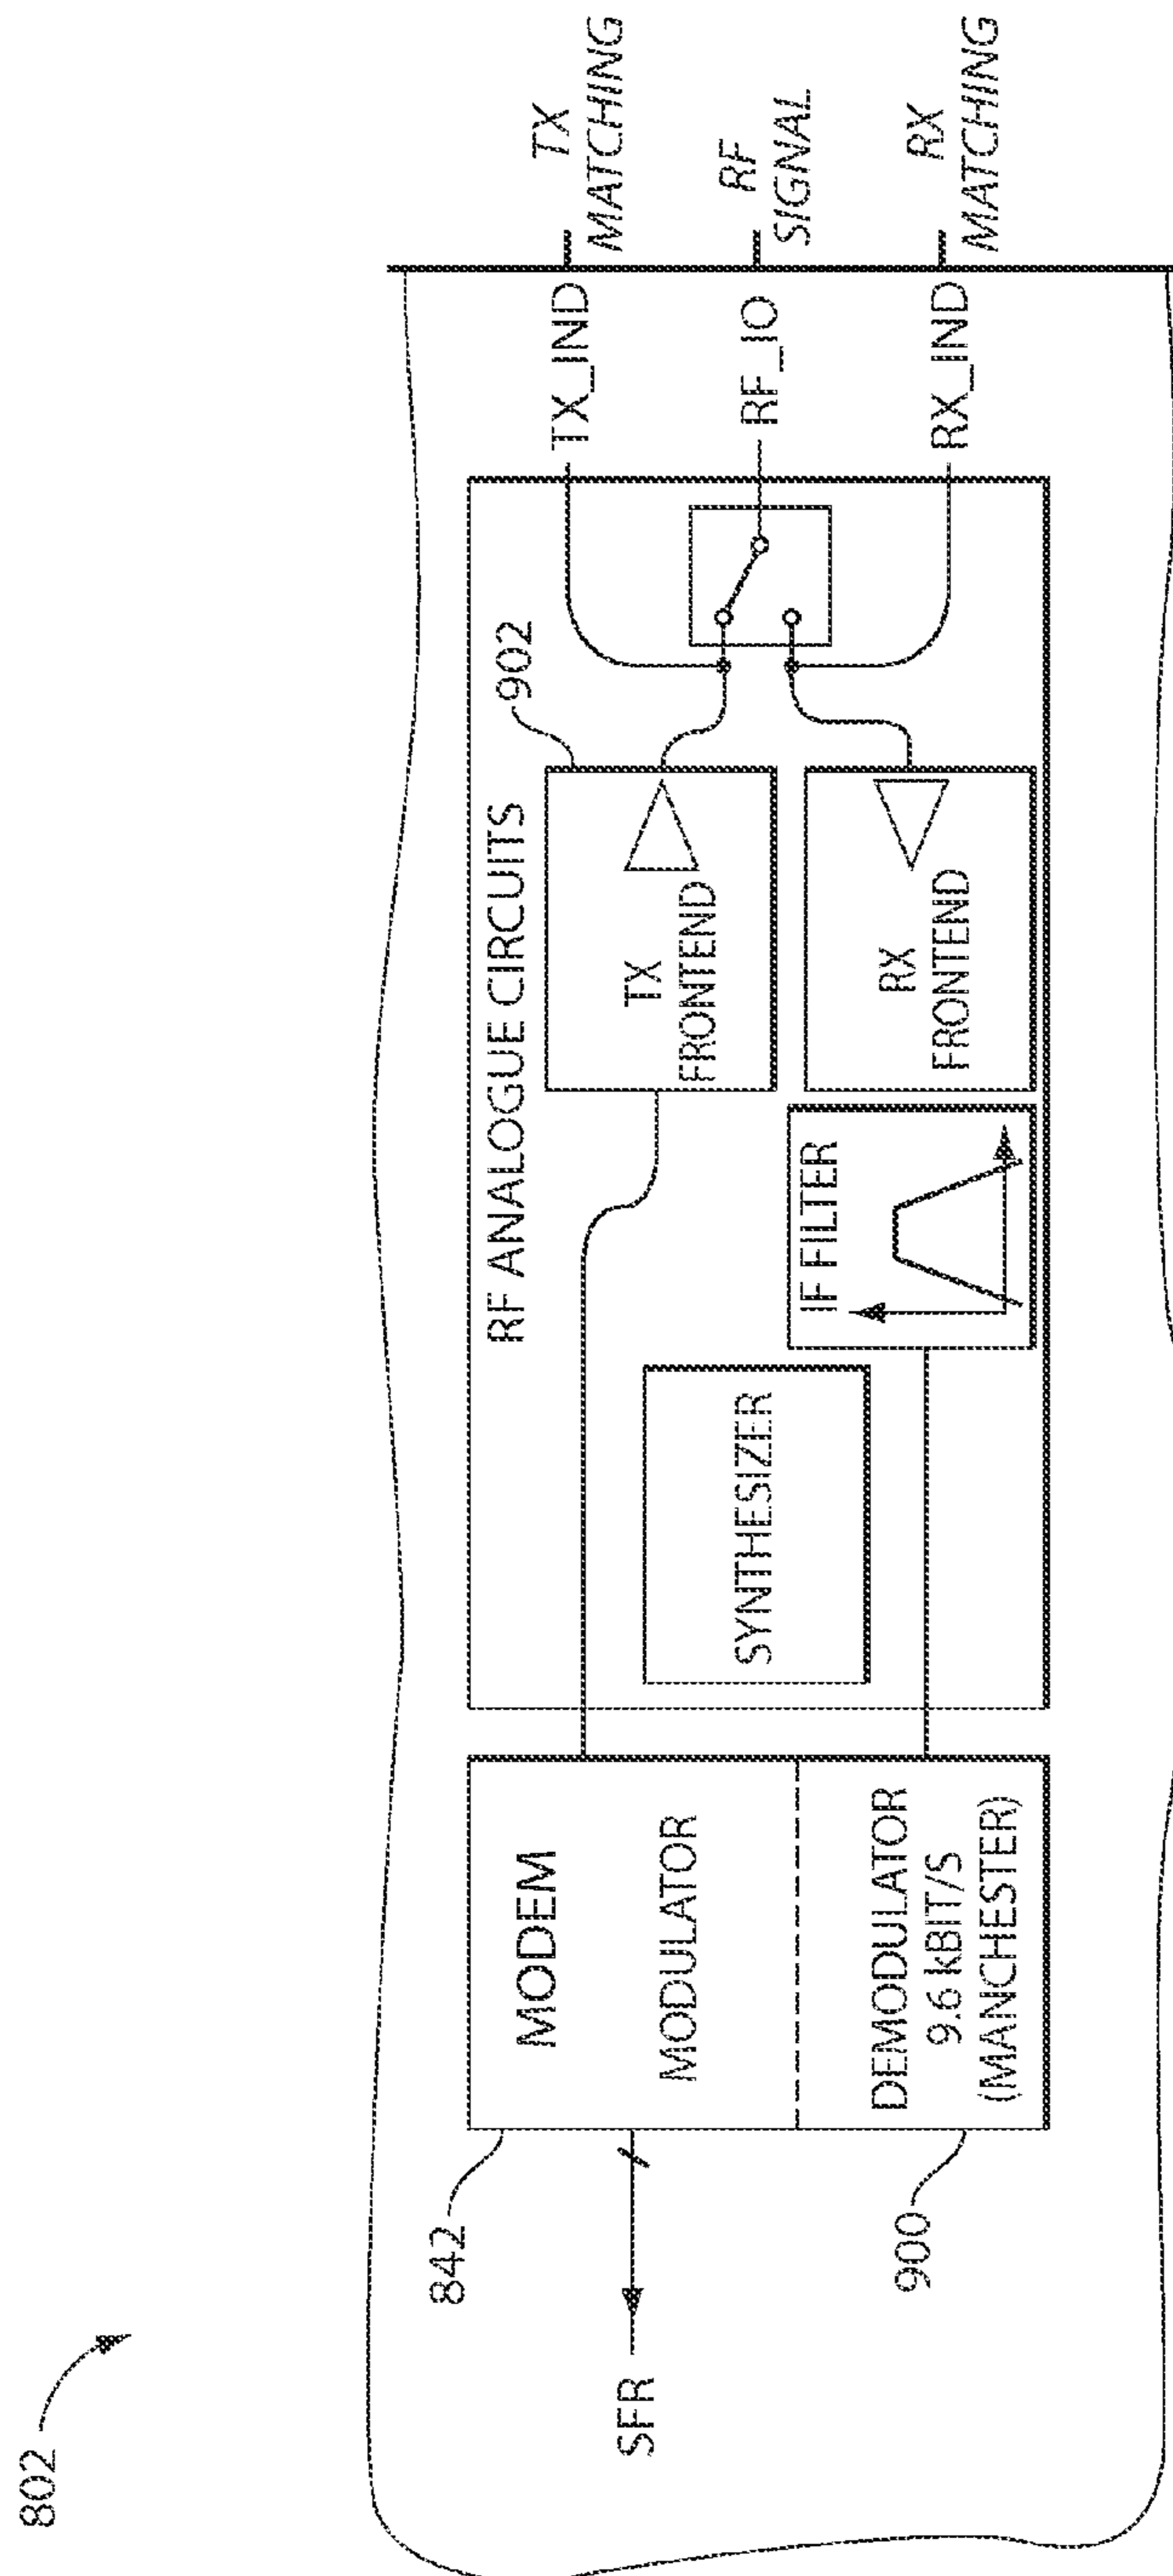 802
SFR
842
900
MODEM
MODULATOR
DEMODULATOR
9.6 kBIT/S
(MANCHESTER)
RF ANALOGUE CIRCUITS
SYNTHESIZER
IF FILTER
902
TX
FRONTEND
RX
FRONTEND
TX_IND
RF_IO
RX_IND
TX
MATCHING
RF
SIGNAL
RX
MATCHING